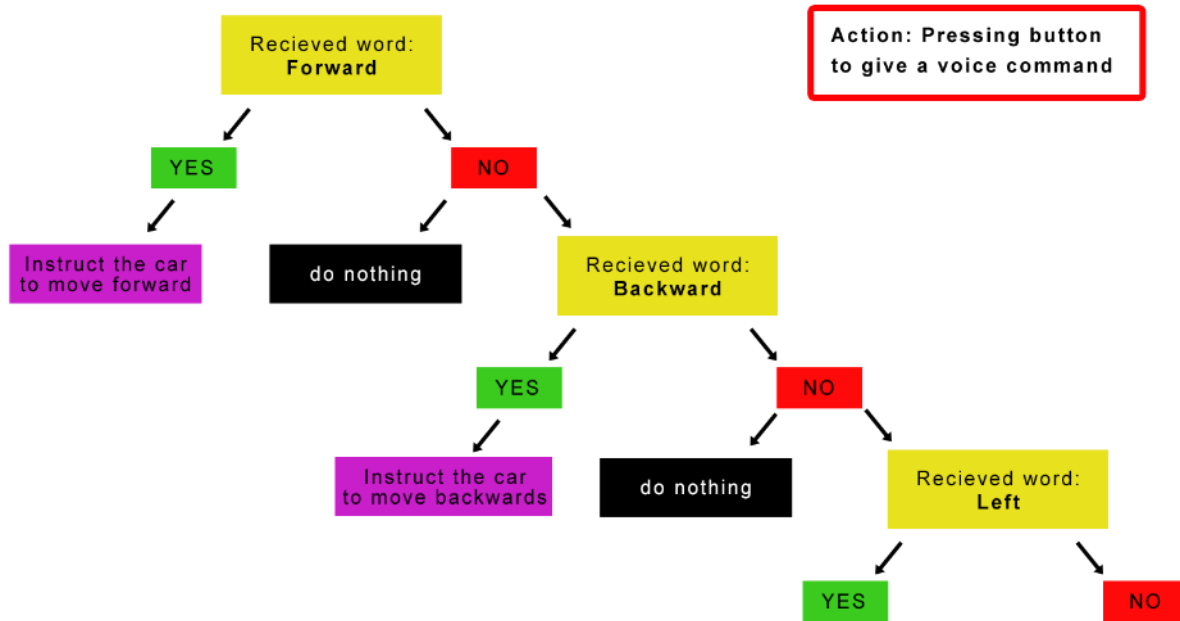 Recieved word:
Forward
Action: Pressing button
to give a voice command
YES
NO
Instruct the car
to move forward
do nothing
Recieved word:
Backward
YES
NO
Instruct the car
to move backwards
do nothing
Recieved word:
Left
YES
NO